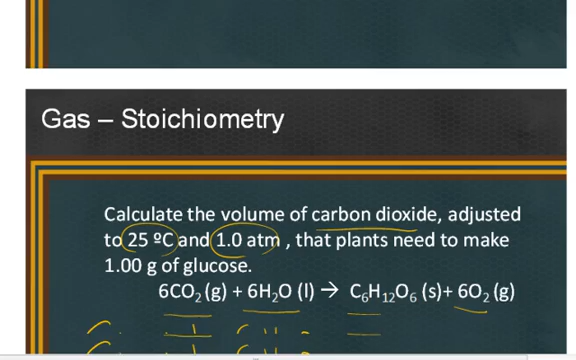 Gas – Stoichiometry
Calculate the volume of carbon dioxide, adjusted
to 25 ºC and 1.0 atm , that plants need to make
1.00 g of glucose.
6CO₂ (g) + 6H₂O (l) → C₆H₁₂O₆ (s)+ 6O₂ (g)